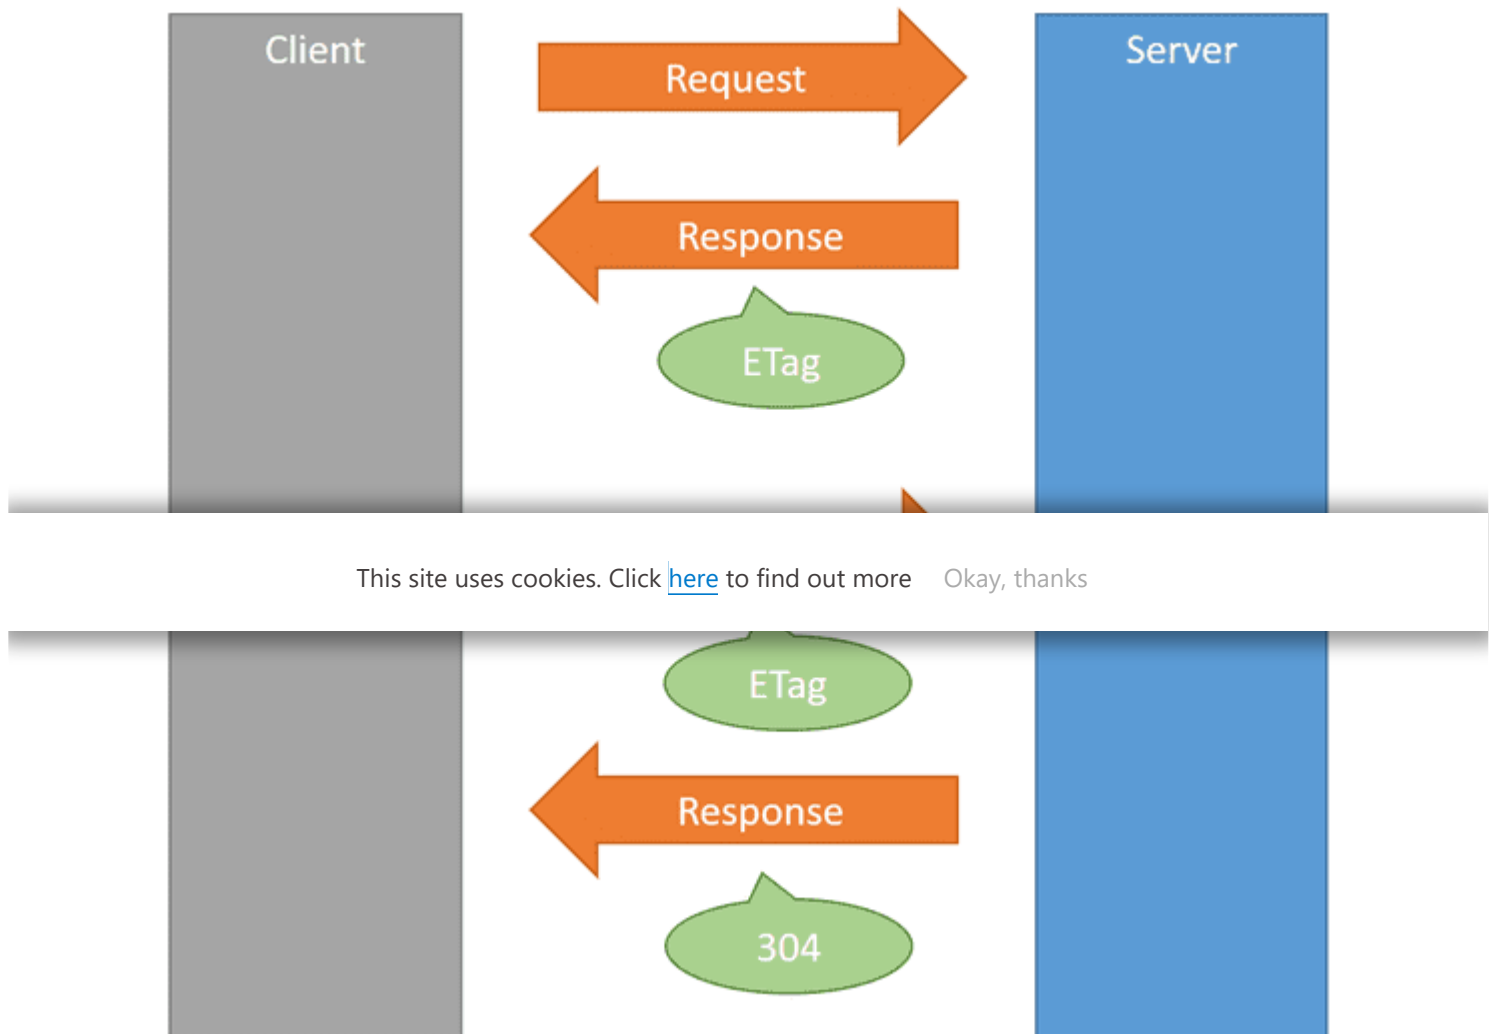 Client
Request
Server
Response
ETag
This site uses cookies. Click here to find out more Okay, thanks
ETag
Response
304